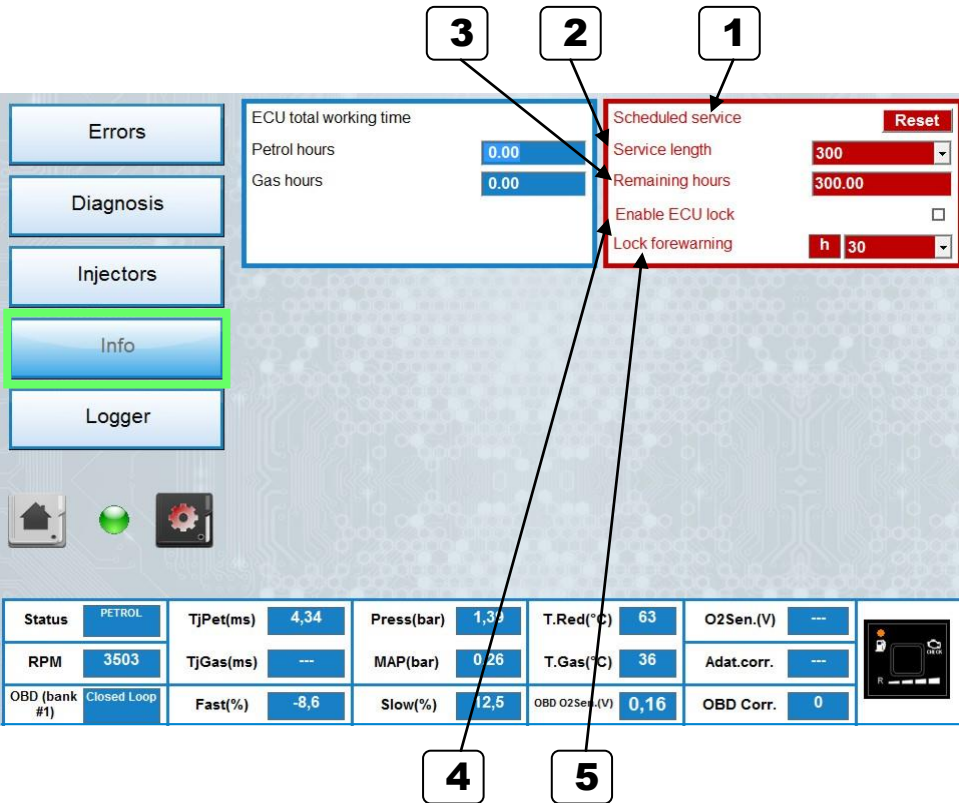 3 2 1
Errors
Diagnosis
Injectors
Info
Logger
ECU total working time
Petrol hours 0.00
Gas hours 0.00
Scheduled service Reset
Service length 300
Remaining hours 300.00
Enable ECU lock
Lock forewarning h 30
Status PETROL TjPet(ms) 4,34 Press(bar) 1,39 T.Red(°C) 63 O2Sen.(V) ---
RPM 3503 TjGas(ms) --- MAP(bar) 0,26 T.Gas(°C) 36 Adat.corr. ---
OBD (bank #1) Closed Loop Fast(%) -8,6 Slow(%) 12,5 OBD O2Sen.(V) 0,16 OBD Corr. 0
CHECK
R
4 5